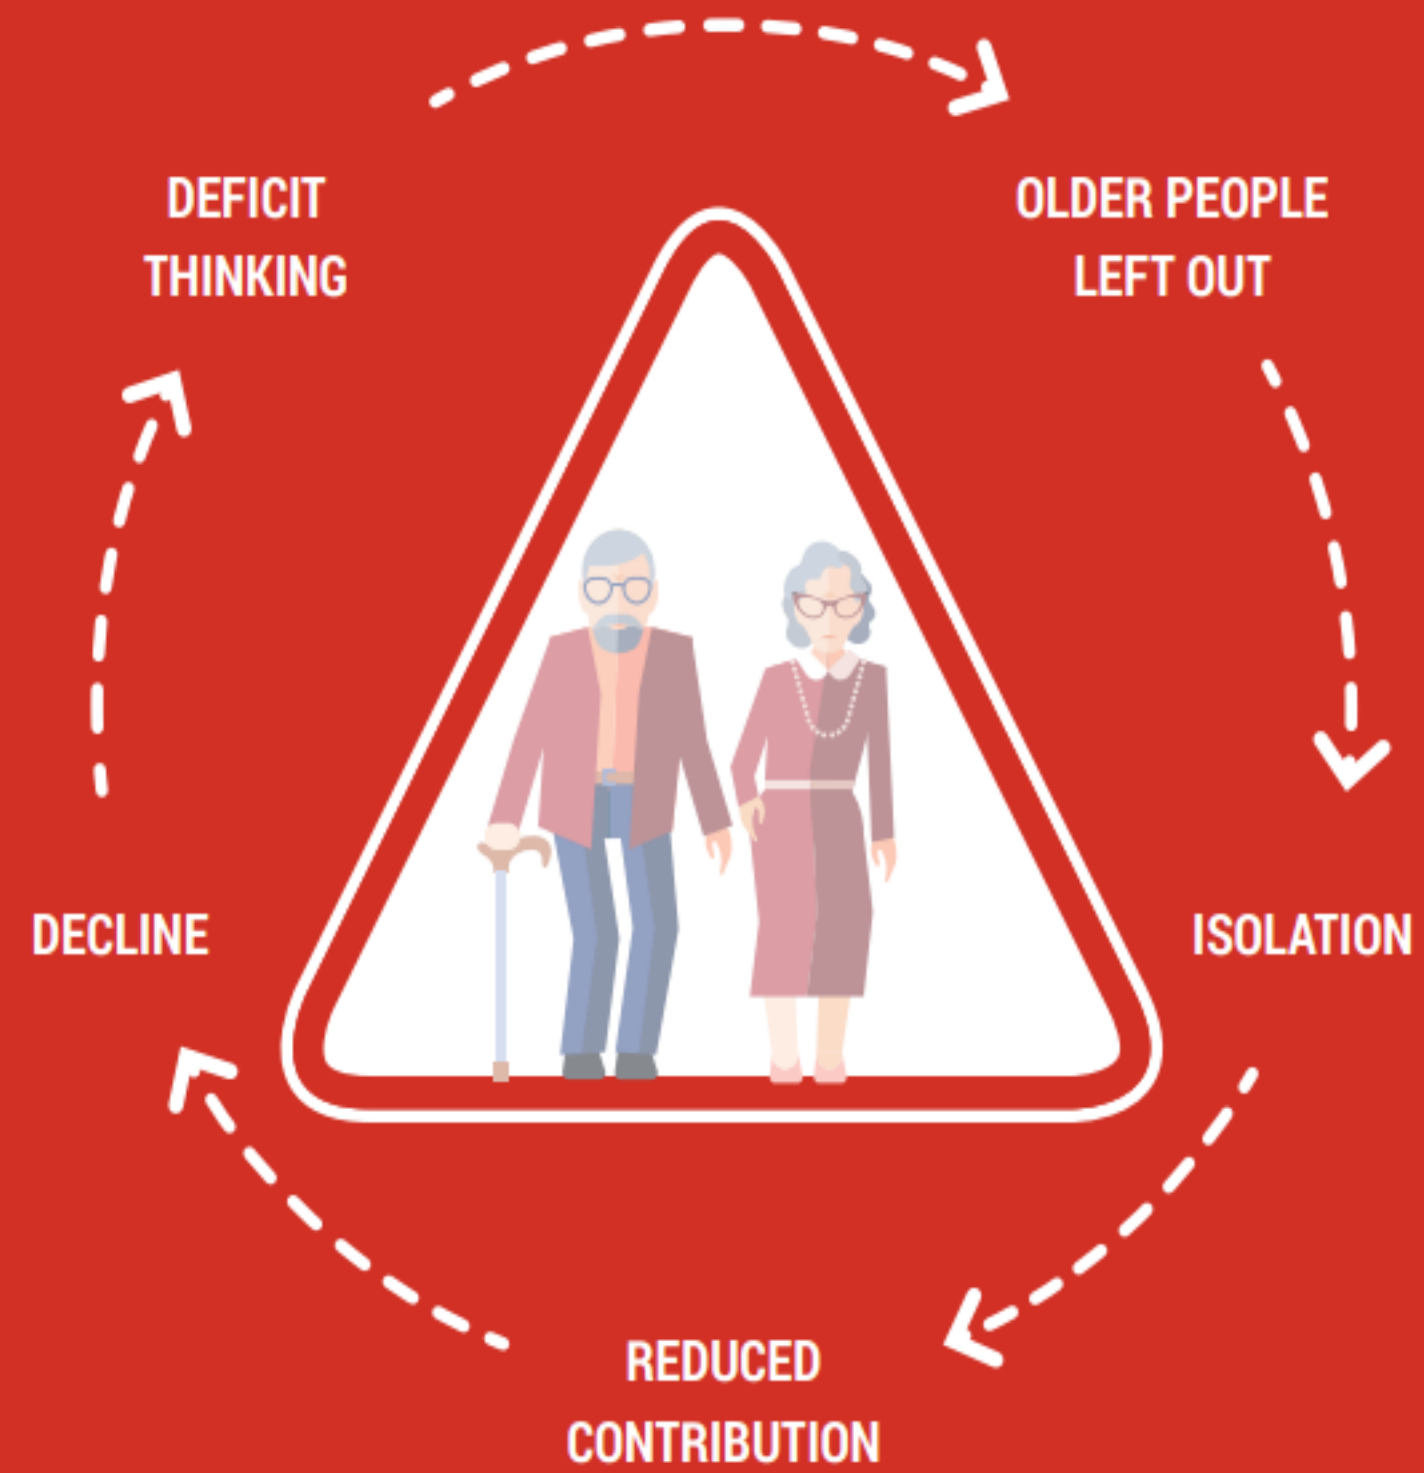 DEFICIT
THINKING
OLDER PEOPLE
LEFT OUT
ISOLATION
REDUCED
CONTRIBUTION
DECLINE